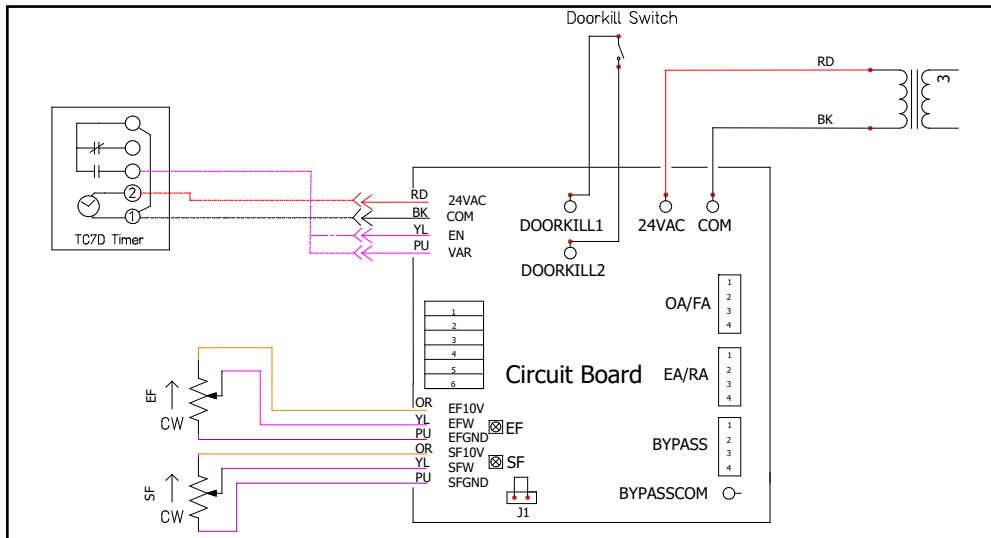 Doorkill Switch
RD
3
BK
2
1
TC7D Timer
RD
24VAC
BK
COM
YL
EN
PU
VAR
DOORKILL1
24VAC
COM
DOORKILL2
OA/FA
1
2
3
4
1
2
3
4
5
6
Circuit Board
EA/RA
1
2
3
4
EF
CW
OR
EF10V
YL
EFW
PU
EFGND
EF
OR
SF10V
YL
SFW
PU
SFGND
SF
SF
CW
BYPASS
1
2
3
4
BYPASSCOM
J1